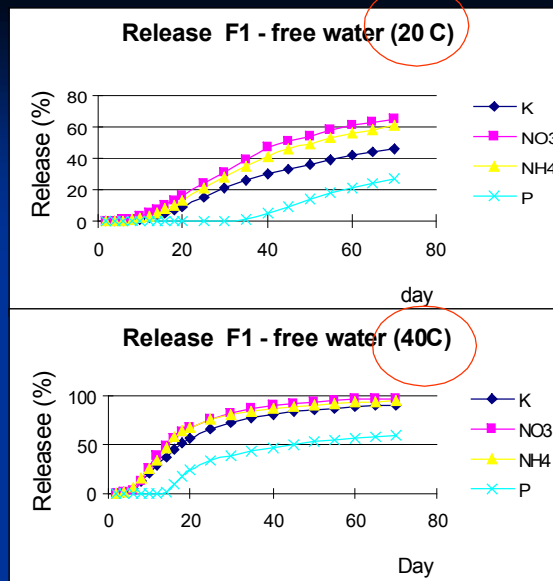 Release F1 - free water (20 C)
Release (%)
80
60
40
20
0
0 20 40 60 80
day
K
NO3
NH4
P
Release F1 - free water (40C)
Releasee (%)
100
50
0
0 20 40 60 80
Day
K
NO3
NH4
P